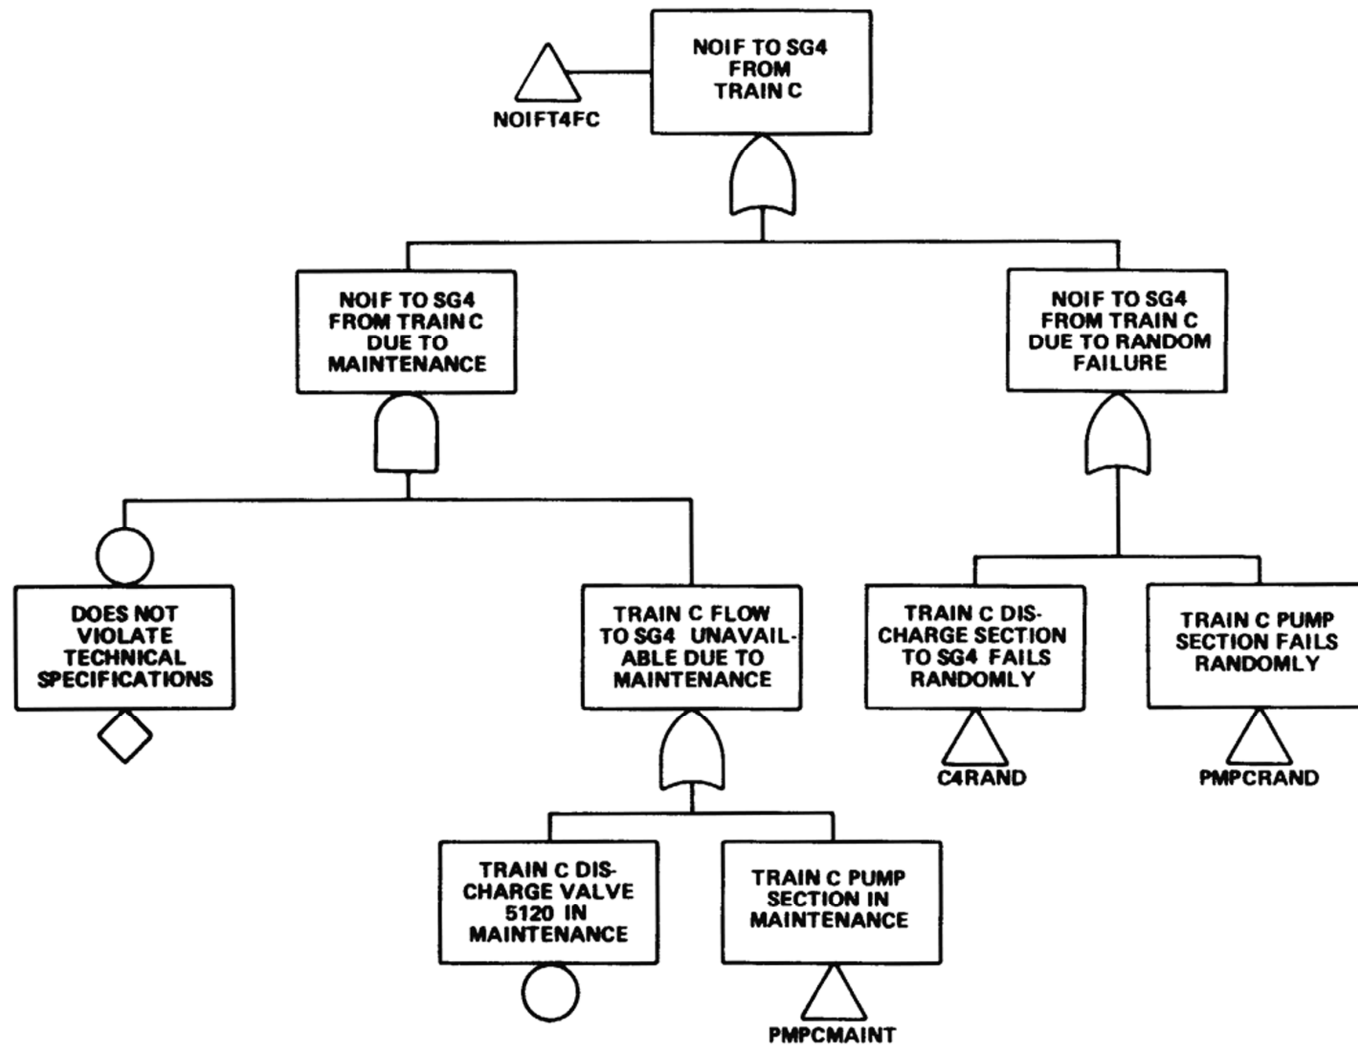 NOIF TO SG4
FROM
TRAIN C
NOIFT4FC
NOIF TO SG4
FROM TRAIN C
DUE TO
MAINTENANCE
NOIF TO SG4
FROM TRAIN C
DUE TO RANDOM
FAILURE
DOES NOT
VIOLATE
TECHNICAL
SPECIFICATIONS
TRAIN C FLOW
TO SG4 UNAVAIL-
ABLE DUE TO
MAINTENANCE
TRAIN C DIS-
CHARGE SECTION
TO SG4 FAILS
RANDOMLY
C4RAND
TRAIN C PUMP
SECTION FAILS
RANDOMLY
PMPCRAND
TRAIN C DIS-
CHARGE VALVE
5120 IN
MAINTENANCE
TRAIN C PUMP
SECTION IN
MAINTENANCE
PMPCMAINT